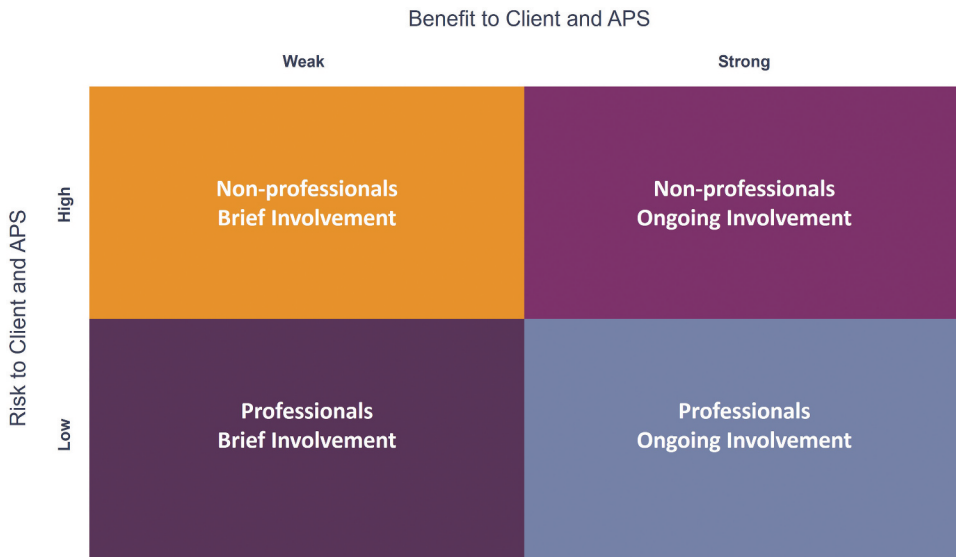 Benefit to Client and APS
Weak
Strong
Risk to Client and APS
High
Non-professionals
Brief Involvement
Non-professionals
Ongoing Involvement
Low
Professionals
Brief Involvement
Professionals
Ongoing Involvement